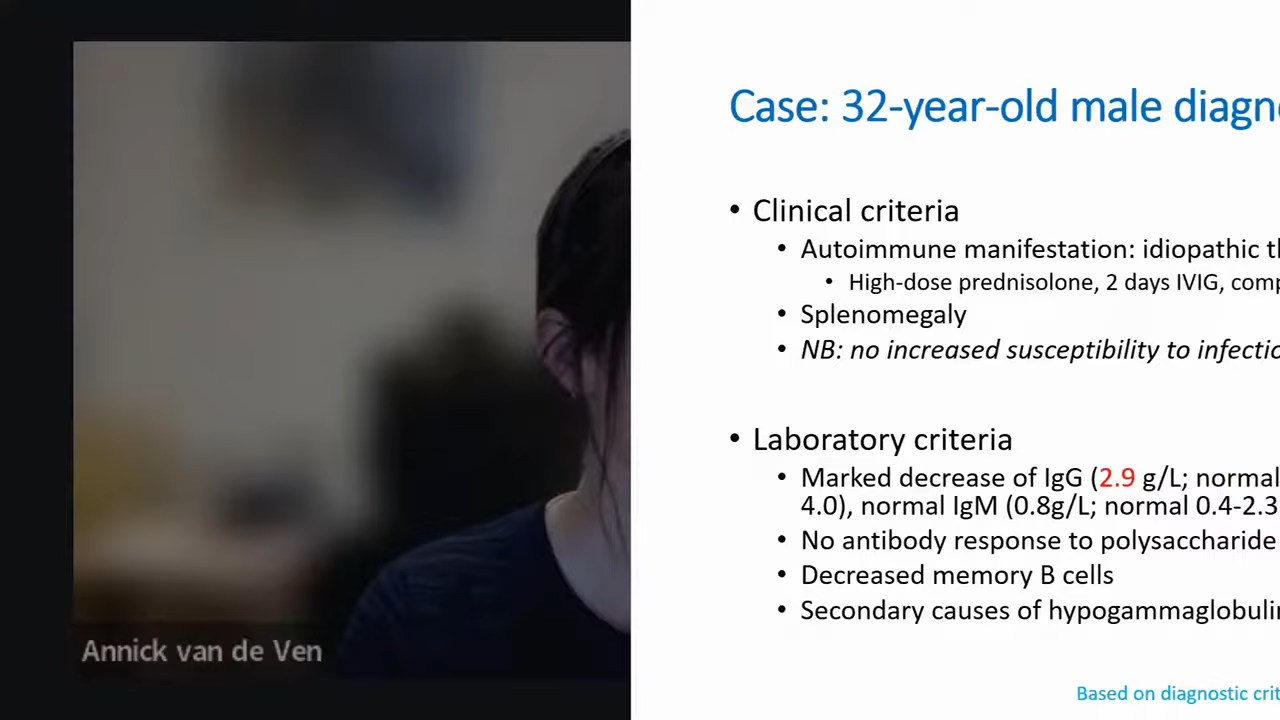 Case: 32-year-old male diagn
• Clinical criteria
• Autoimmune manifestation: idiopathic t
• High-dose prednisolone, 2 days IVIG, comp
• Splenomegaly
• NB: no increased susceptibility to infectio
• Laboratory criteria
• Marked decrease of IgG (2.9 g/L; normal
4.0), normal IgM (0.8g/L; normal 0.4-2.3
• No antibody response to polysaccharide
• Decreased memory B cells
• Secondary causes of hypogammaglobulin
Based on diagnostic crit
Annick van de Ven